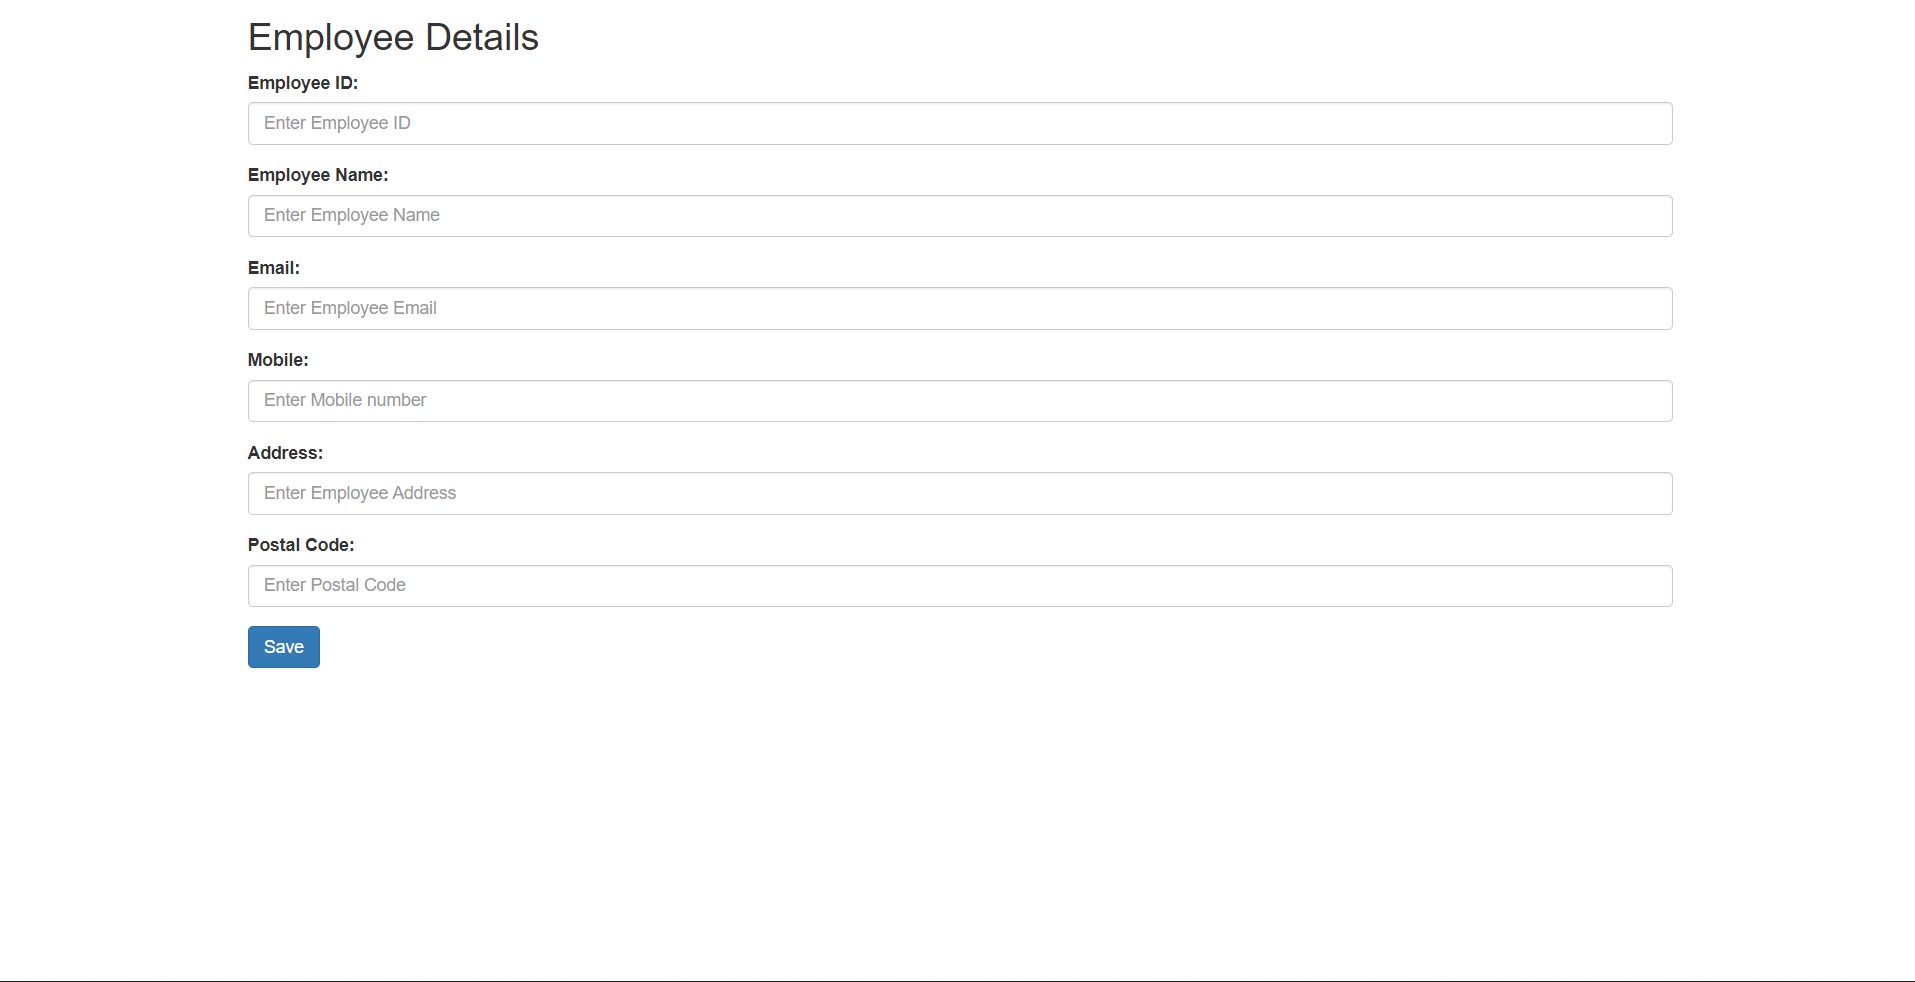 Employee Details
Employee ID:
Enter Employee ID
Employee Name:
Enter Employee Name
Email:
Enter Employee Email
Mobile:
Enter Mobile number
Address:
Enter Employee Address
Postal Code:
Enter Postal Code
Save